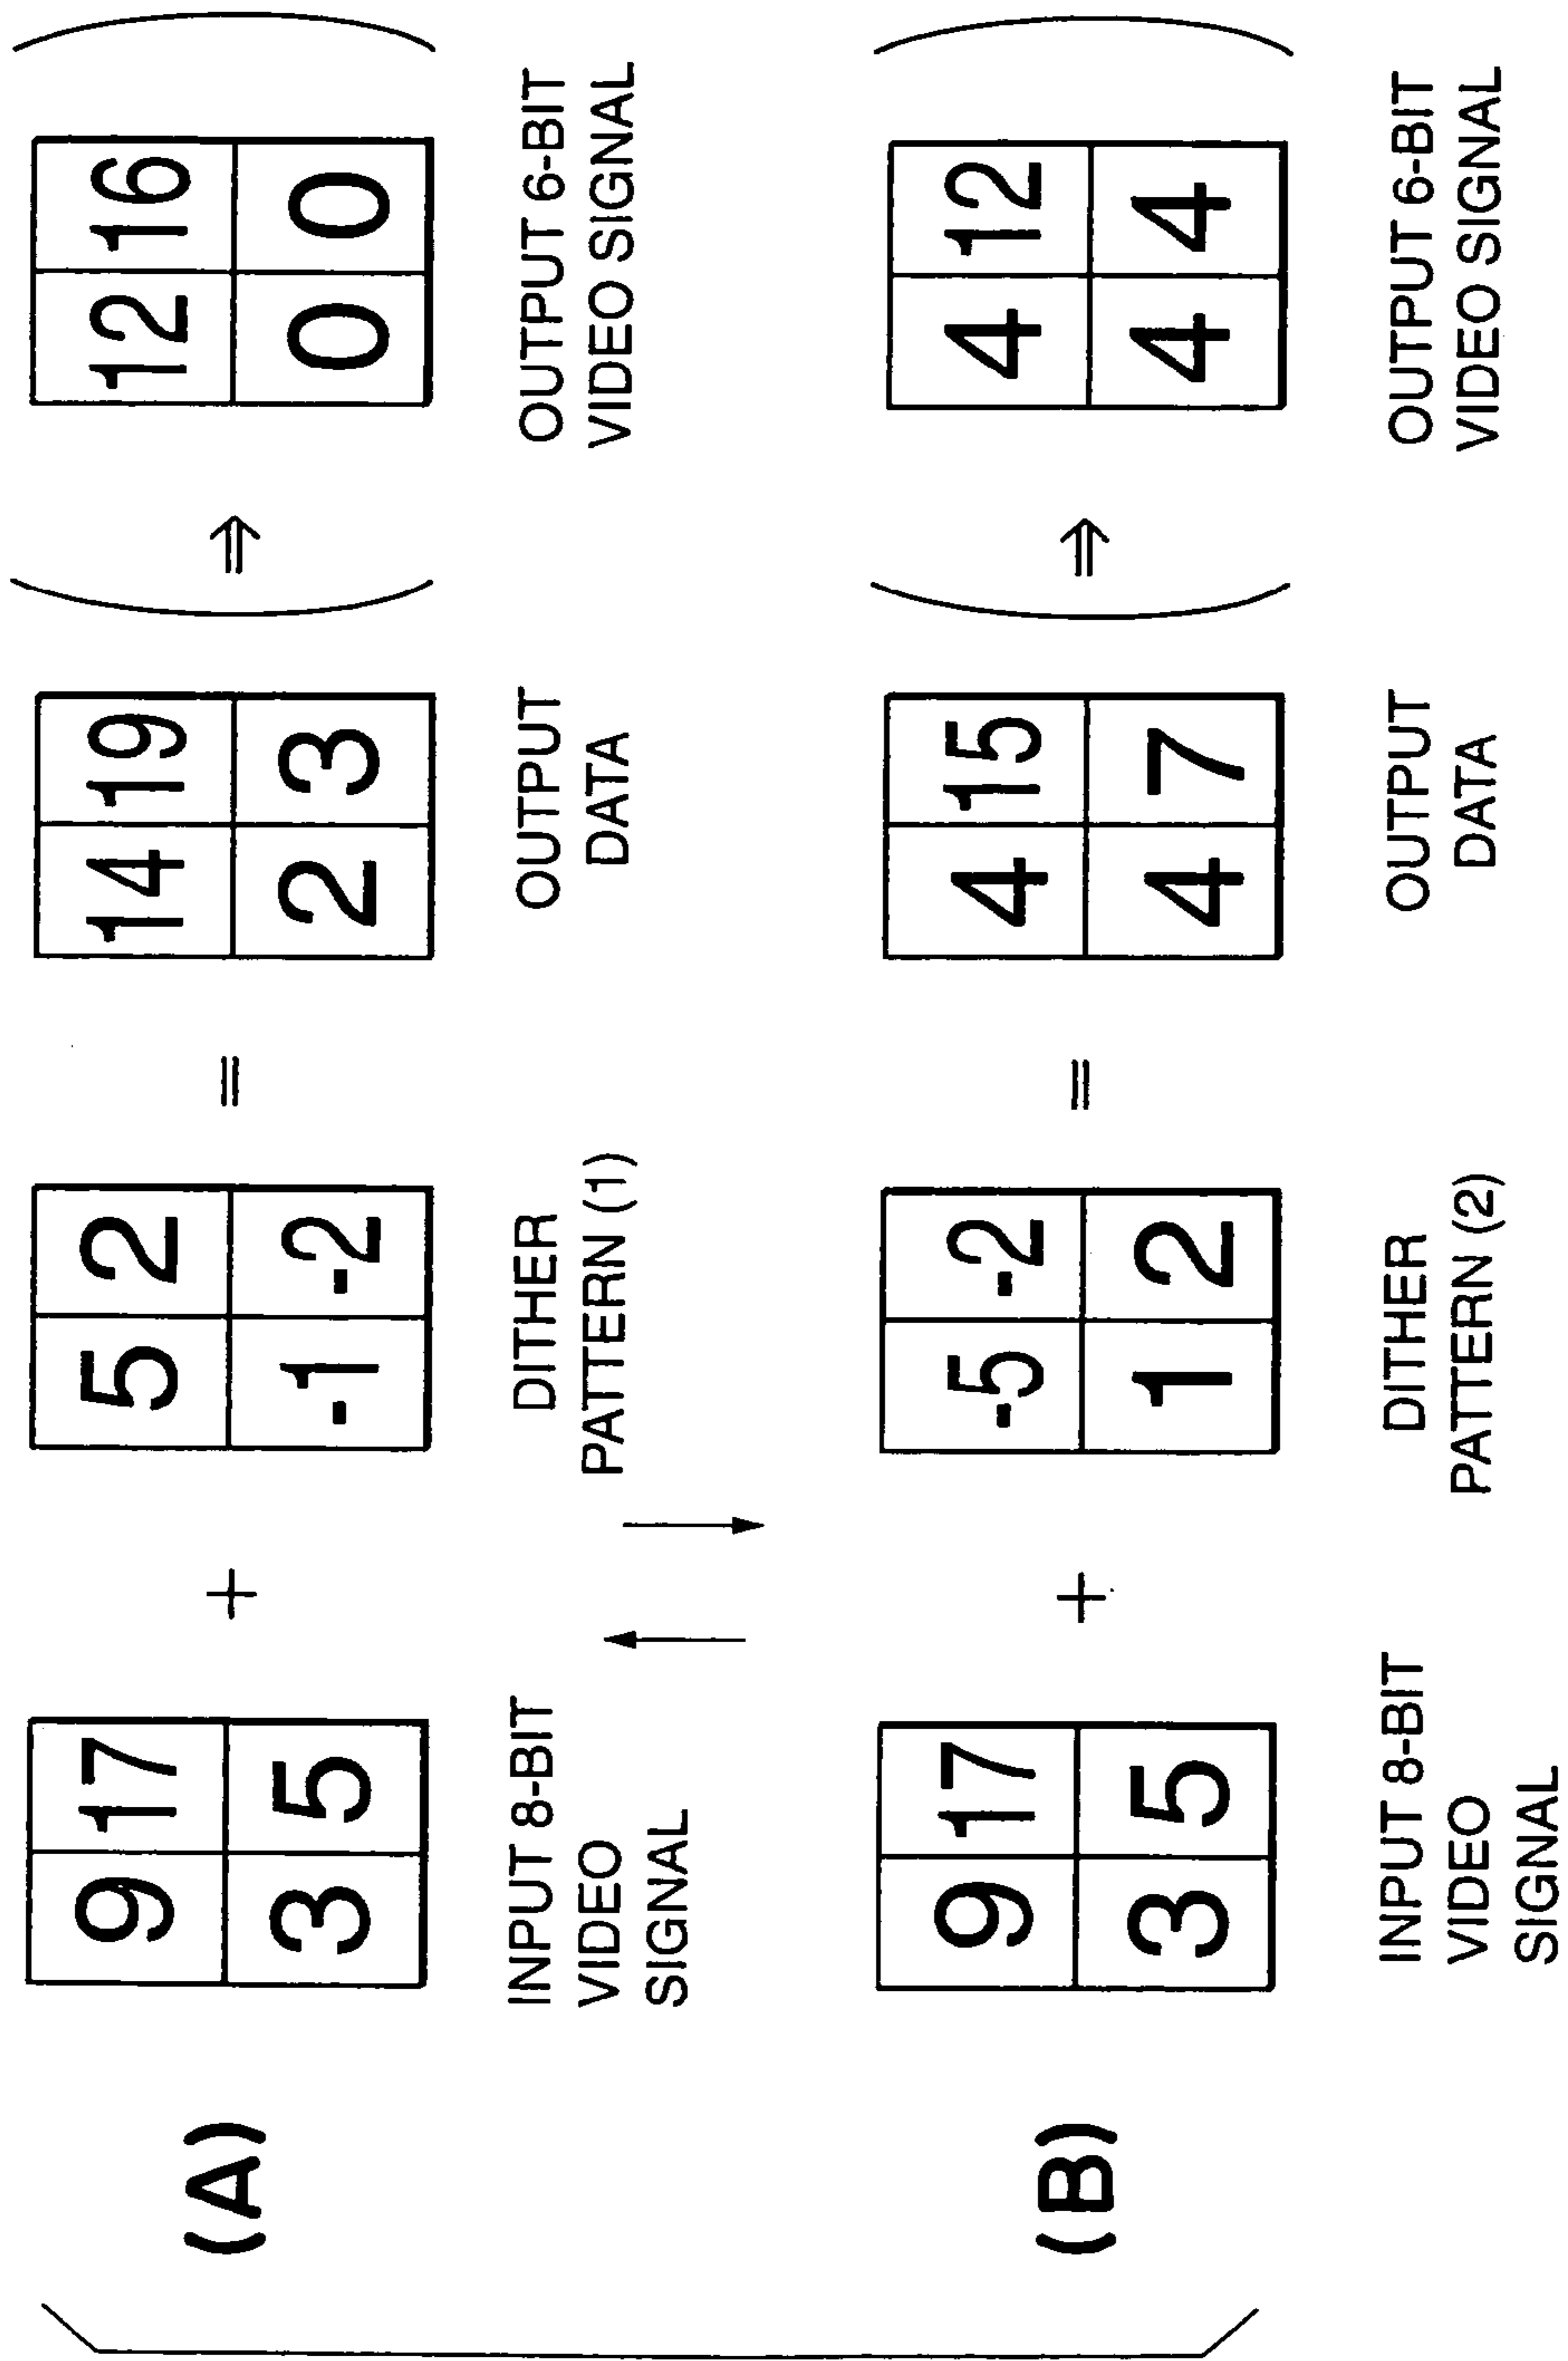 (A)
9 17
3 5
INPUT 8-BIT
VIDEO
SIGNAL
+
5 2
-1 -2
DITHER
PATTERN (1)
=
14 19
2 3
OUTPUT
DATA
⇒
12 16
0 0
OUTPUT 6-BIT
VIDEO SIGNAL
(B)
9 17
3 5
INPUT 8-BIT
VIDEO
SIGNAL
+
-5 -2
1 2
DITHER
PATTERN (2)
=
4 15
4 7
OUTPUT
DATA
⇒
4 12
4 4
OUTPUT 6-BIT
VIDEO SIGNAL